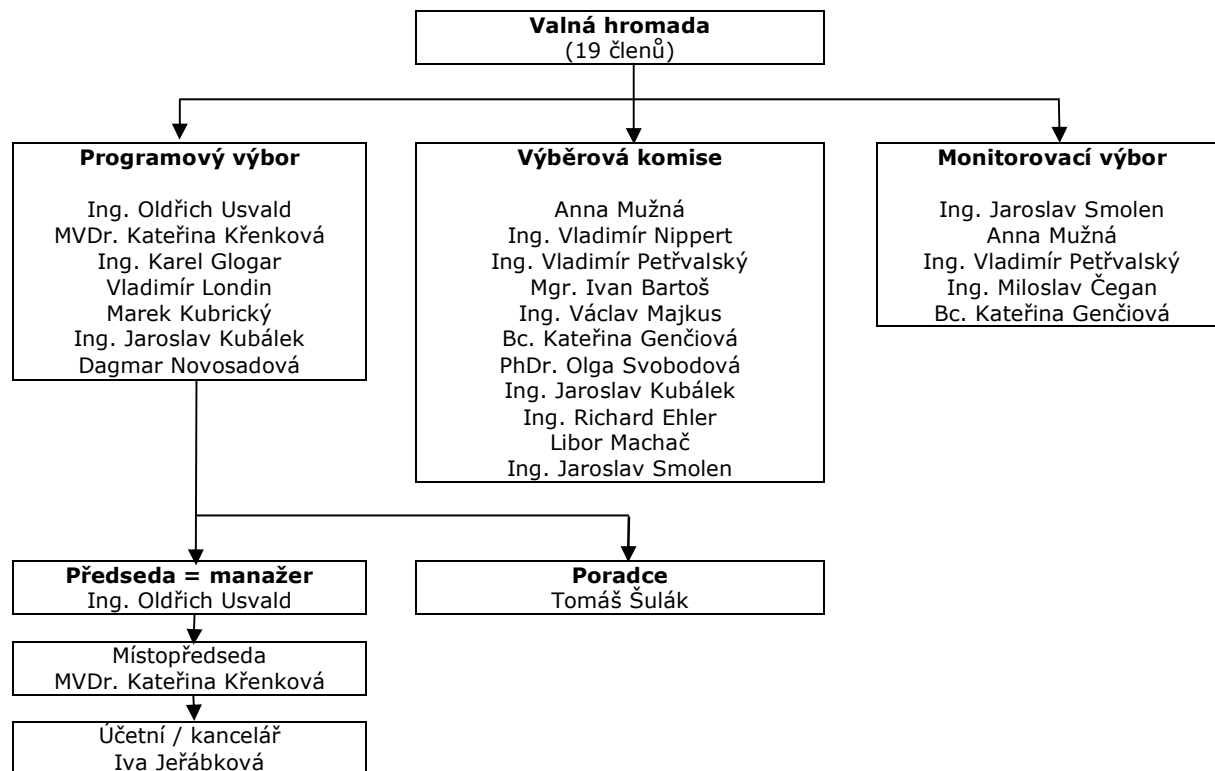 Valná hromada
(19 členů)
Programový výbor
Ing. Oldřich Usvald
MVDr. Kateřina Křenková
Ing. Karel Glogar
Vladimír Londin
Marek Kubrický
Ing. Jaroslav Kubálek
Dagmar Novosadová
Výběrová komise
Anna Mužná
Ing. Vladimír Nippert
Ing. Vladimír Petřvalský
Mgr. Ivan Bartoš
Ing. Václav Majkus
Bc. Kateřina Genčiová
PhDr. Olga Svobodová
Ing. Jaroslav Kubálek
Ing. Richard Ehler
Libor Machač
Ing. Jaroslav Smolen
Monitorovací výbor
Ing. Jaroslav Smolen
Anna Mužná
Ing. Vladimír Petřvalský
Ing. Miloslav Čegan
Bc. Kateřina Genčiová
Předseda = manažer
Ing. Oldřich Usvald
Poradce
Tomáš Šulák
Místopředseda
MVDr. Kateřina Křenková
Účetní / kancelář
Iva Jeřábková